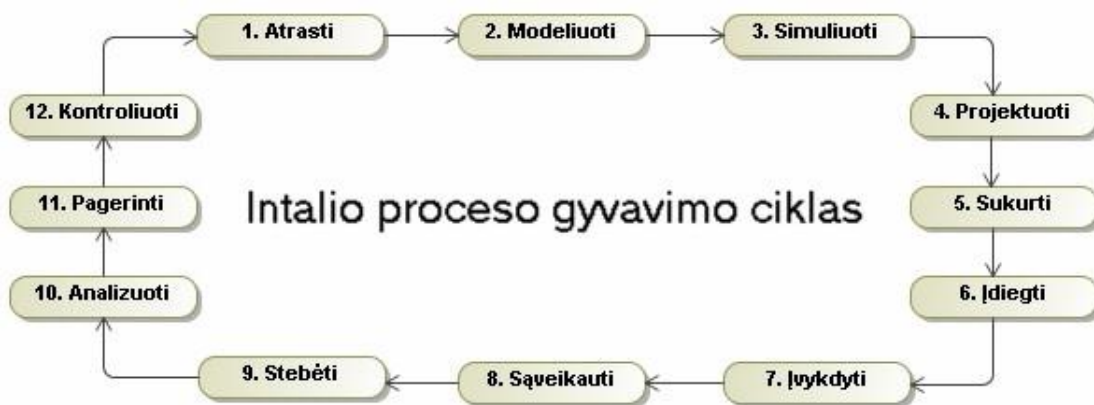 1. Atrasti
2. Modeliuoti
3. Simuliuoti
4. Projektuoti
5. Sukurti
6. Įdiegti
7. Įvykdyti
8. Sąveikauti
9. Stebėti
10. Analizuoti
11. Pagerinti
12. Kontroliuoti
Intalio proceso gyvavimo ciklas